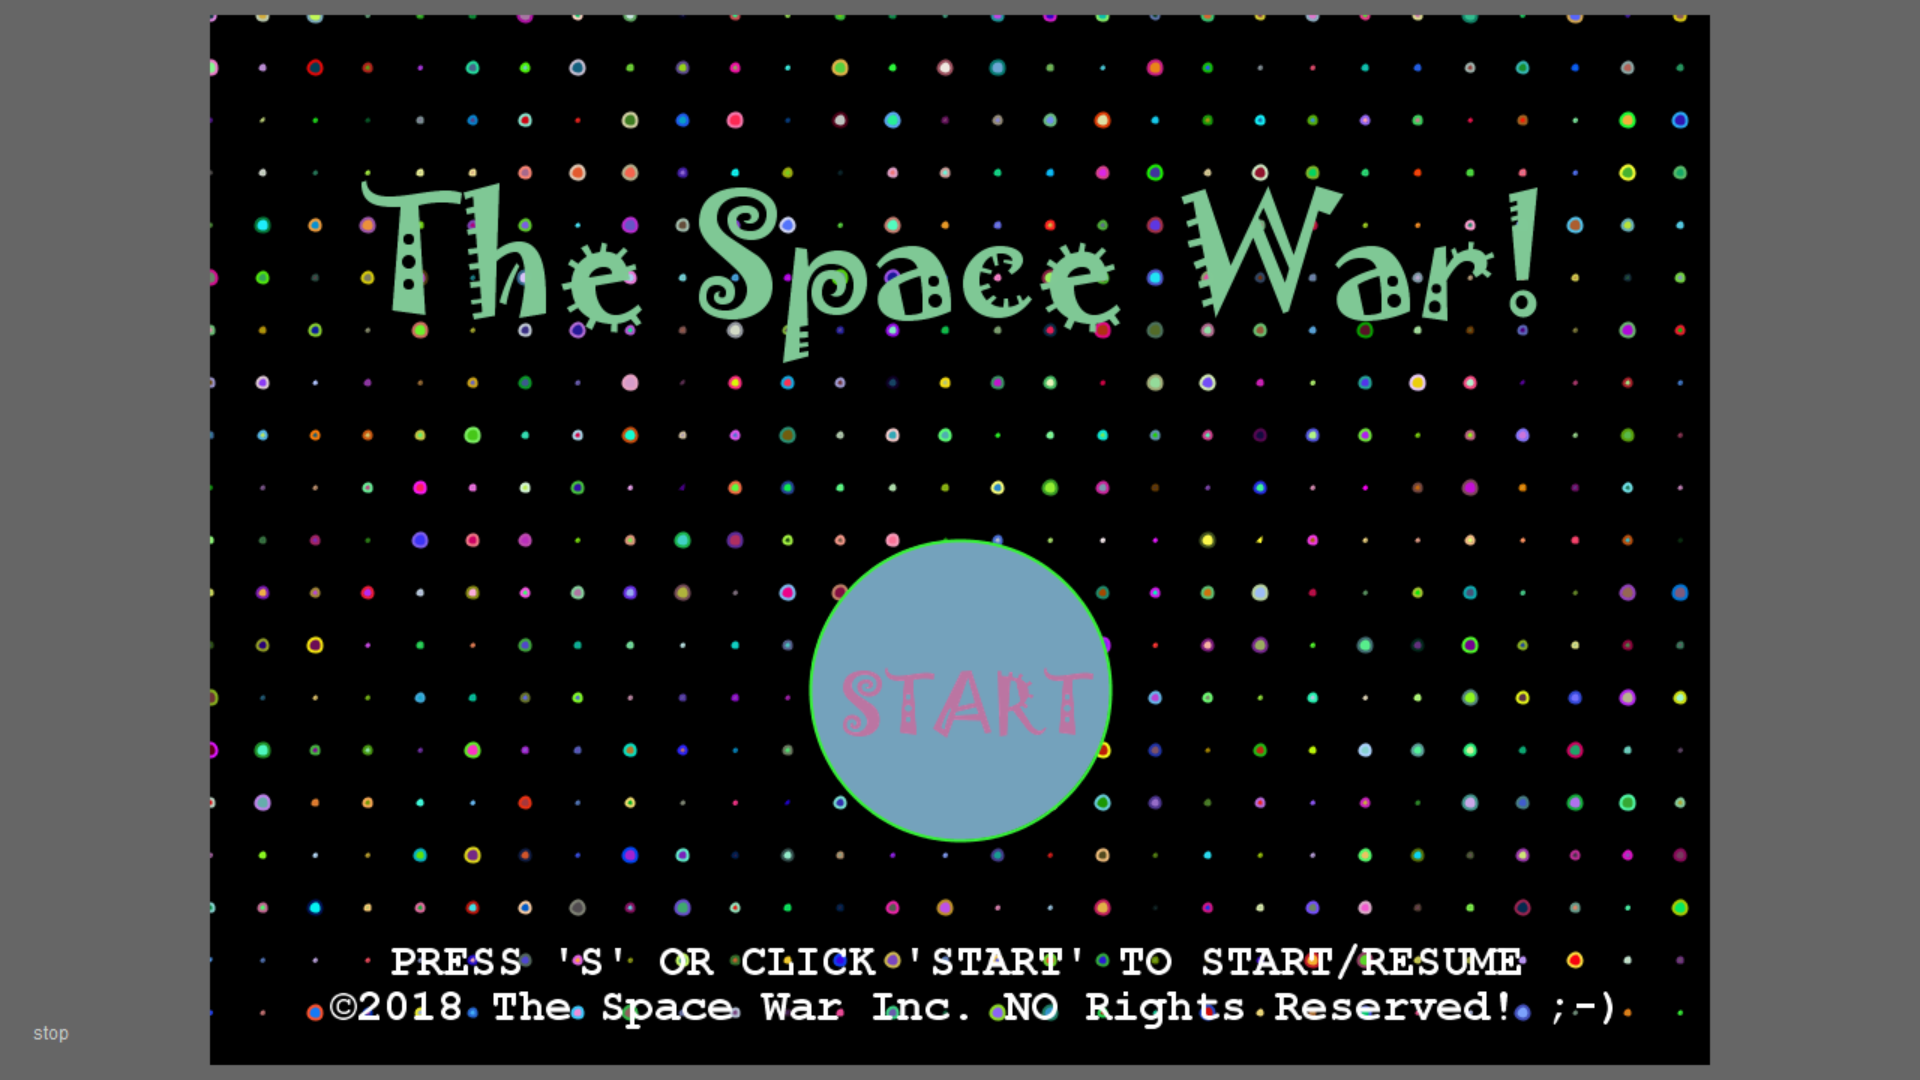 The Space War!
START
PRESS 'S' OR CLICK 'START' TO START/RESUME
©2018 The Space War Inc. NO Rights Reserved! ;-)
stop